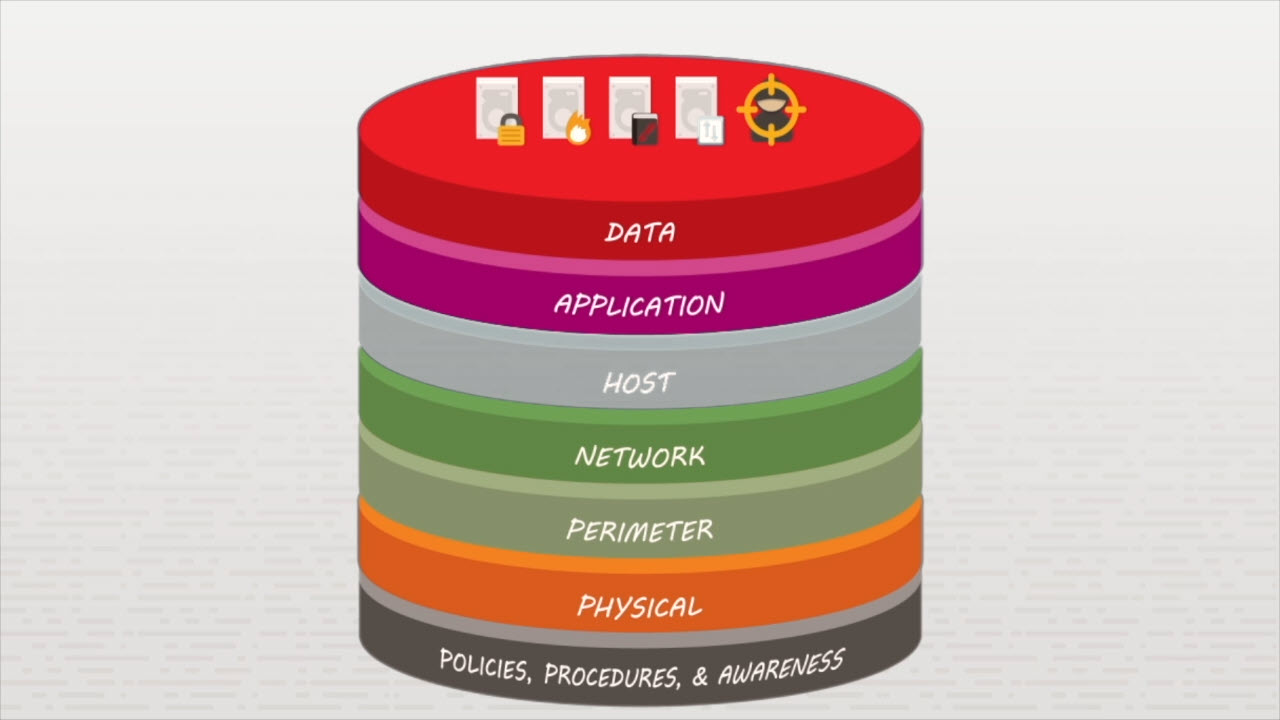 DATA
APPLICATION
HOST
NETWORK
PERIMETER
PHYSICAL
POLICIES, PROCEDURES, & AWARENESS